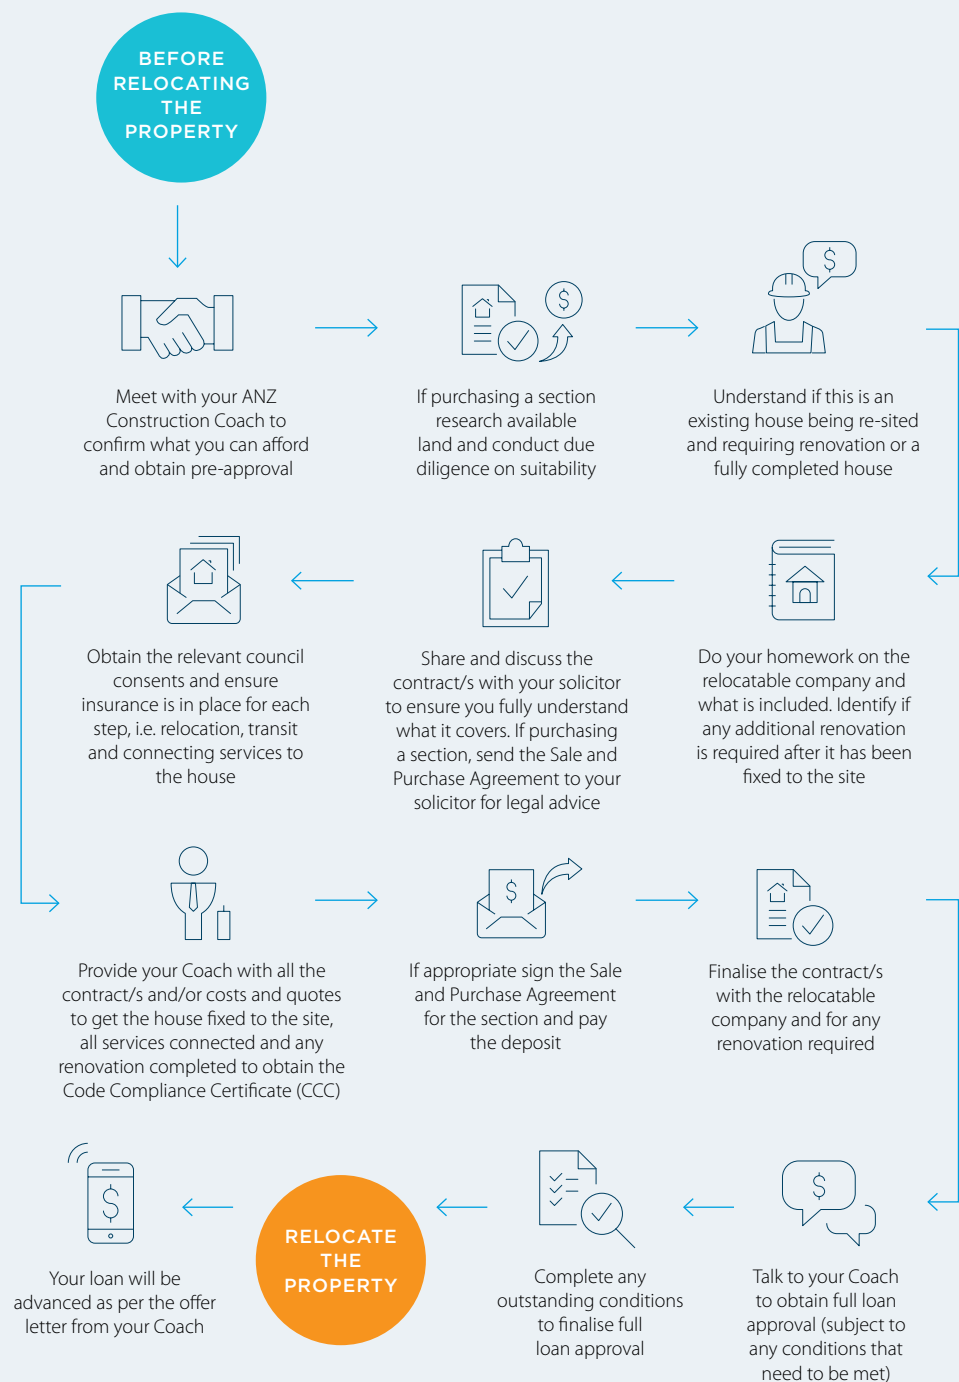 BEFORE
RELOCATING
THE
PROPERTY
$
$
Meet with your ANZ
Construction Coach to
confirm what you can afford
and obtain pre-approval
If purchasing a section
research available
land and conduct due
diligence on suitability
Understand if this is an
existing house being re-sited
and requiring renovation or a
fully completed house
Do your homework on the
relocatable company and
what is included. Identify if
any additional renovation
is required after it has been
fixed to the site
Share and discuss the
contract/s with your solicitor
to ensure you fully understand
what it covers. If purchasing
a section, send the Sale and
Purchase Agreement to your
solicitor for legal advice
Obtain the relevant council
consents and ensure
insurance is in place for each
step, i.e. relocation, transit
and connecting services to
the house
$
Provide your Coach with all the
contract/s and/or costs and quotes
to get the house fixed to the site,
all services connected and any
renovation completed to obtain the
Code Compliance Certificate (CCC)
If appropriate sign the Sale
and Purchase Agreement
for the section and pay
the deposit
Finalise the contract/s
with the relocatable
company and for any
renovation required
$
Talk to your Coach
to obtain full loan
approval (subject to
any conditions that
need to be met)
Complete any
outstanding conditions
to finalise full
loan approval
RELOCATE
THE
PROPERTY
$
Your loan will be
advanced as per the offer
letter from your Coach